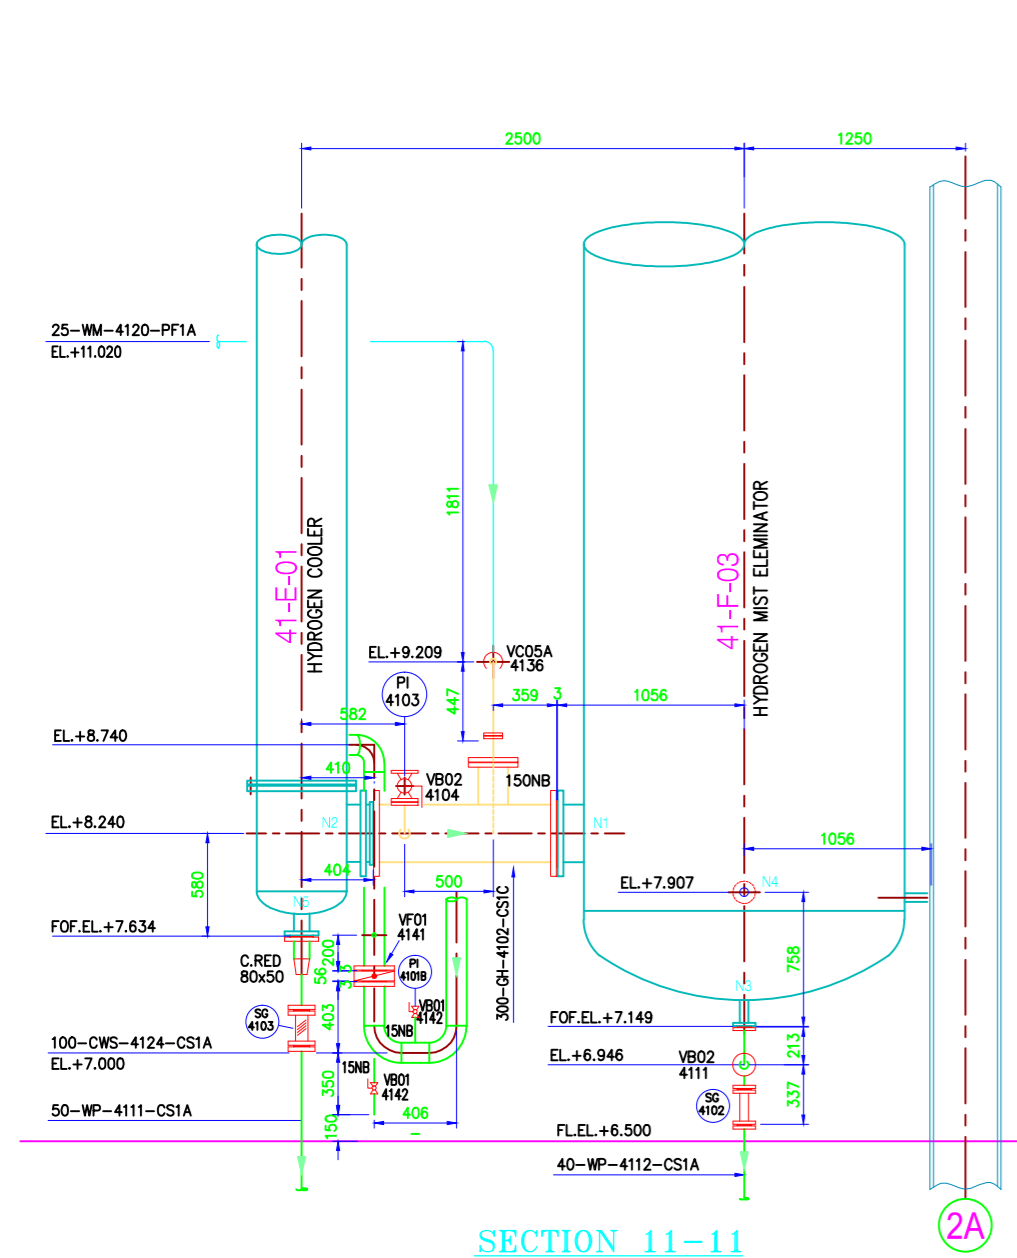 2500
1250
25-WM-4120-PF1A
EL.+11.020
1811
41-E-01
HYDROGEN COOLER
41-F-03
HYDROGEN MIST ELEMINATOR
EL.+9.209
VC05A
4136
PI
4103
447
359
3
1056
582
EL.+8.740
410
VB02
4104
150NB
N2
N1
EL.+8.240
1056
580
404
500
EL.+7.907
N4
N5
FOF.EL.+7.634
VF01
4141
200
C.RED
80x50
56
3
3
PI
4101B
300-GH-4102-CS1C
758
N3
SG
4103
403
VB01
4142
15NB
FOF.EL.+7.149
213
100-CWS-4124-CS1A
EL.+7.000
15NB
350
VB01
4142
EL.+6.946
VB02
4111
337
SG
4102
50-WP-4111-CS1A
406
150
FL.EL.+6.500
40-WP-4112-CS1A
2A
SECTION 11-11